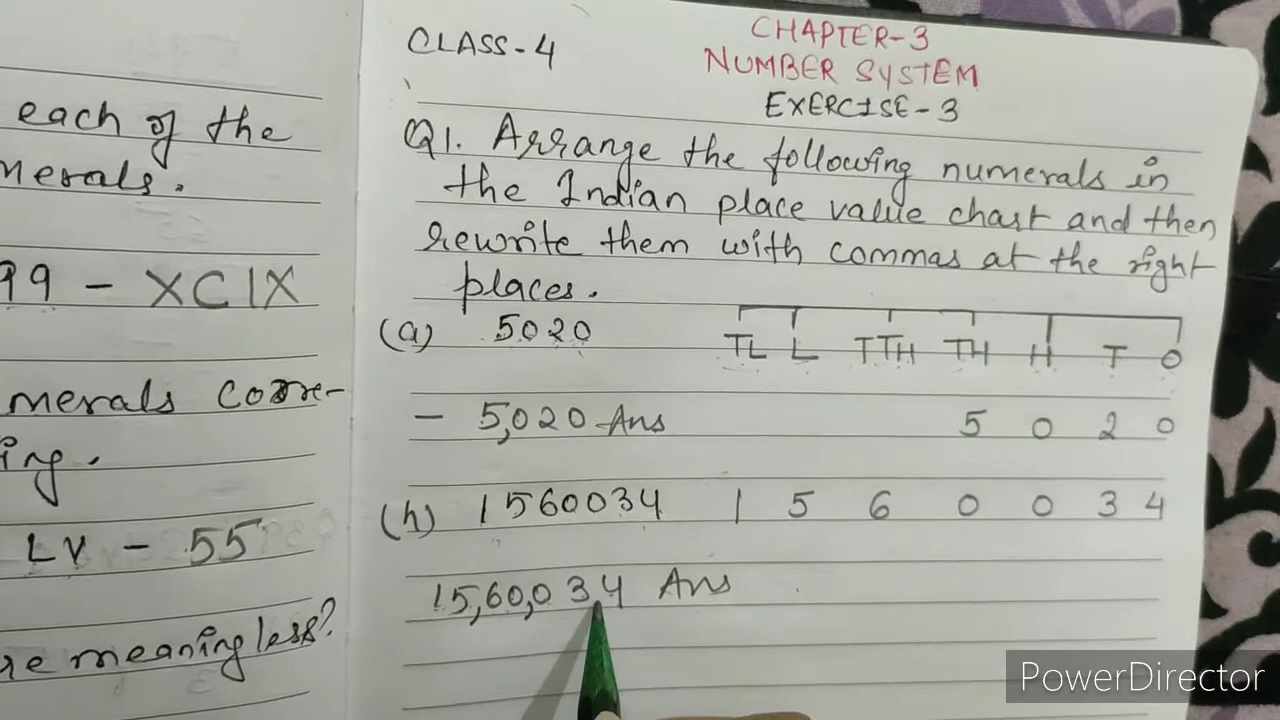 each of the
merals.
99 - XCIX
merals corre-
ing.
LV - 55
re meaningless?
CLASS-4
CHAPTER-3
NUMBER SYSTEM
EXERCISE-3
Q1. Arrange the following numerals in
the Indian place value chart and then
rewrite them with commas at the right
places.
(a) 5020 TL L TTH TH H T O
- 5,020 Ans 5 0 2 0
(h) 1560034 1 5 6 0 0 3 4
15,60,034 Ans
PowerDirector